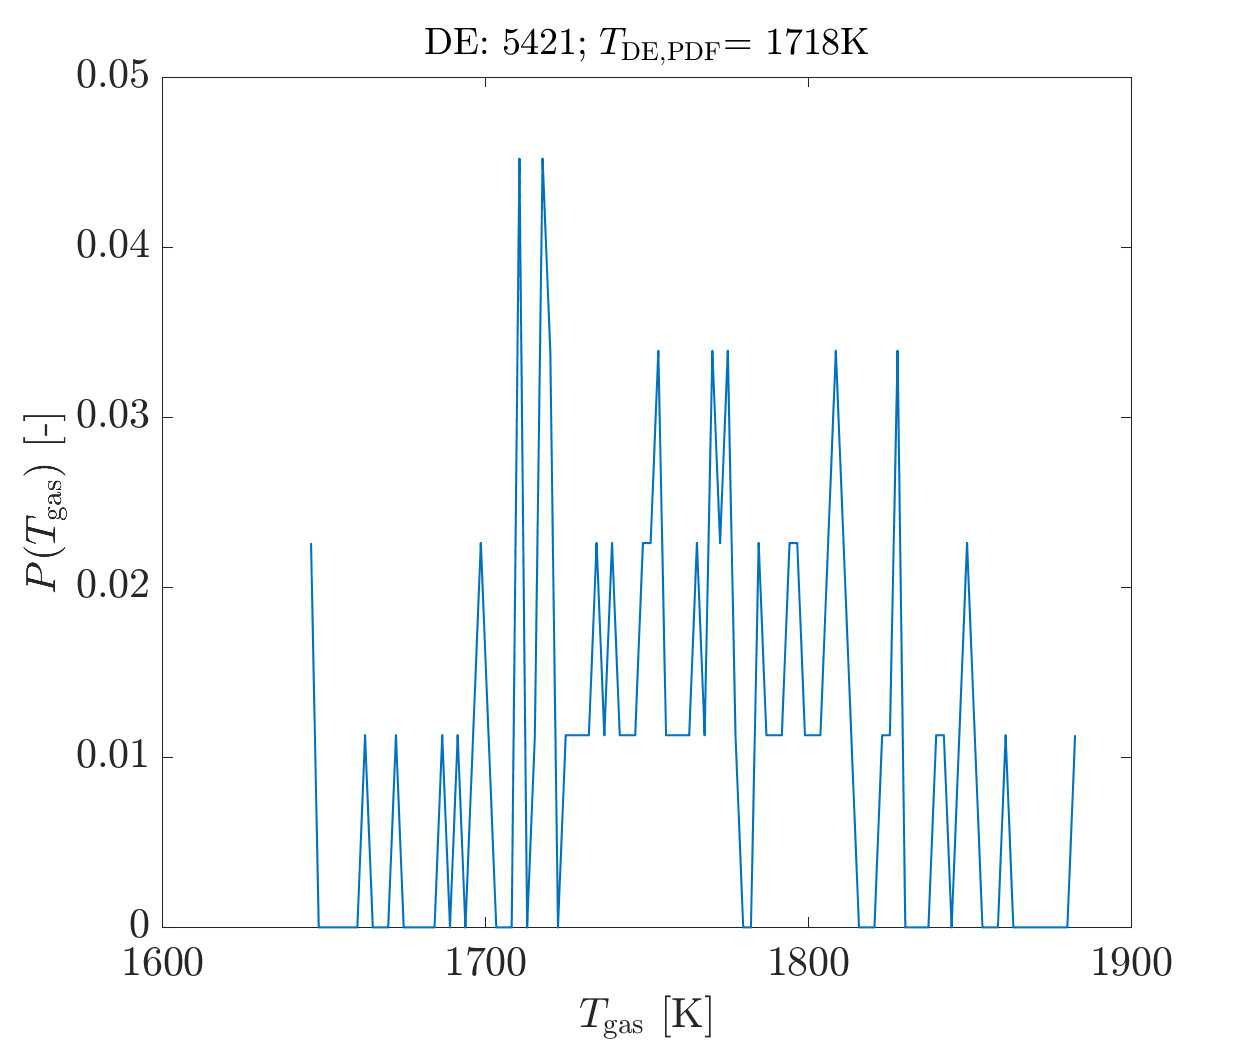 DE: 5421; T_DE,PDF= 1718K
0.05
0.04
0.03
0.02
0.01
0
P(T_gas) [-]
1600 1700 1800 1900
T_gas [K]